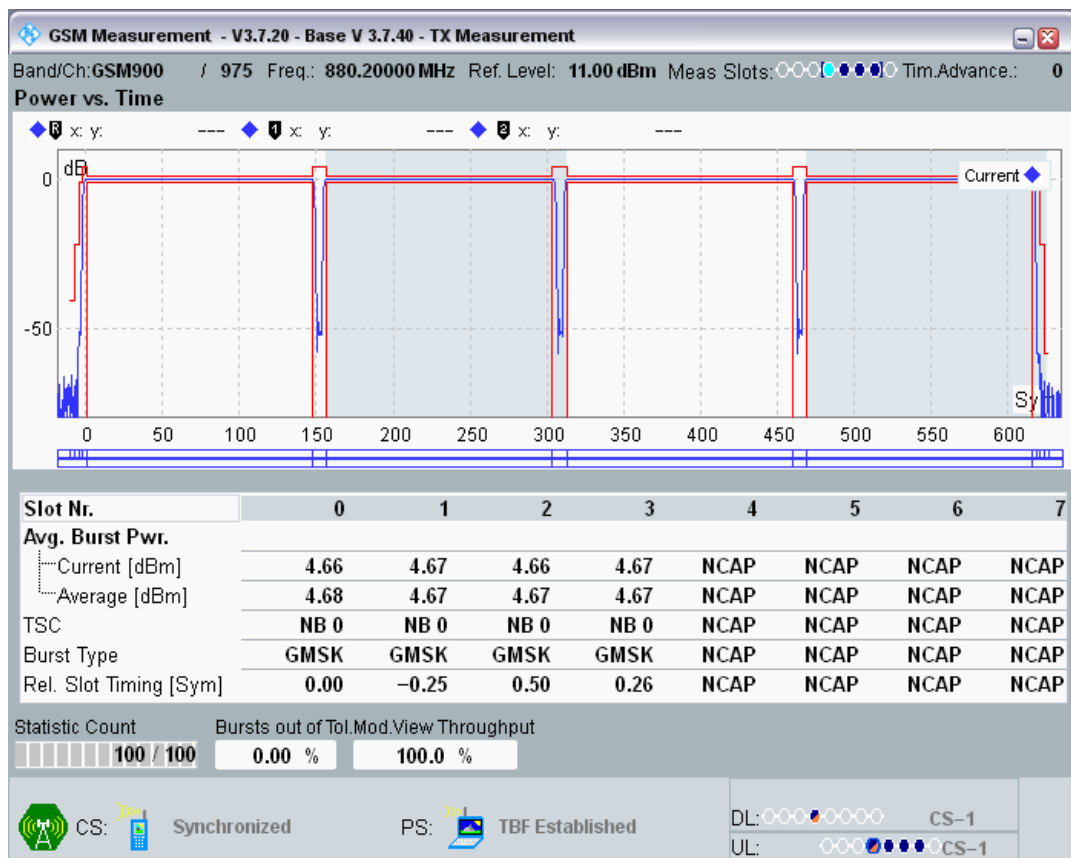 GSM Measurement - V3.7.20 - Base V 3.7.40 - TX Measurement
Band/Ch:GSM900 / 975 Freq.: 880.20000 MHz Ref. Level: 11.00 dBm Meas Slots: Tim.Advance.: 0
Power vs. Time
R x: y: --- 1 x: y: --- 2 x: y: ---
dB
Current
0
-50
Sy
0 50 100 150 200 250 300 350 400 450 500 550 600
Slot Nr. 0 1 2 3 4 5 6 7
Avg. Burst Pwr.
Current [dBm] 4.66 4.67 4.66 4.67 NCAP NCAP NCAP NCAP
Average [dBm] 4.68 4.67 4.67 4.67 NCAP NCAP NCAP NCAP
TSC NB 0 NB 0 NB 0 NB 0 NCAP NCAP NCAP NCAP
Burst Type GMSK GMSK GMSK GMSK NCAP NCAP NCAP NCAP
Rel. Slot Timing [Sym] 0.00 −0.25 0.50 0.26 NCAP NCAP NCAP NCAP
Statistic Count Bursts out of Tol.Mod.View Throughput
100 / 100 0.00 % 100.0 %
CS: Synchronized PS: TBF Established
DL: CS−1
UL: CS−1